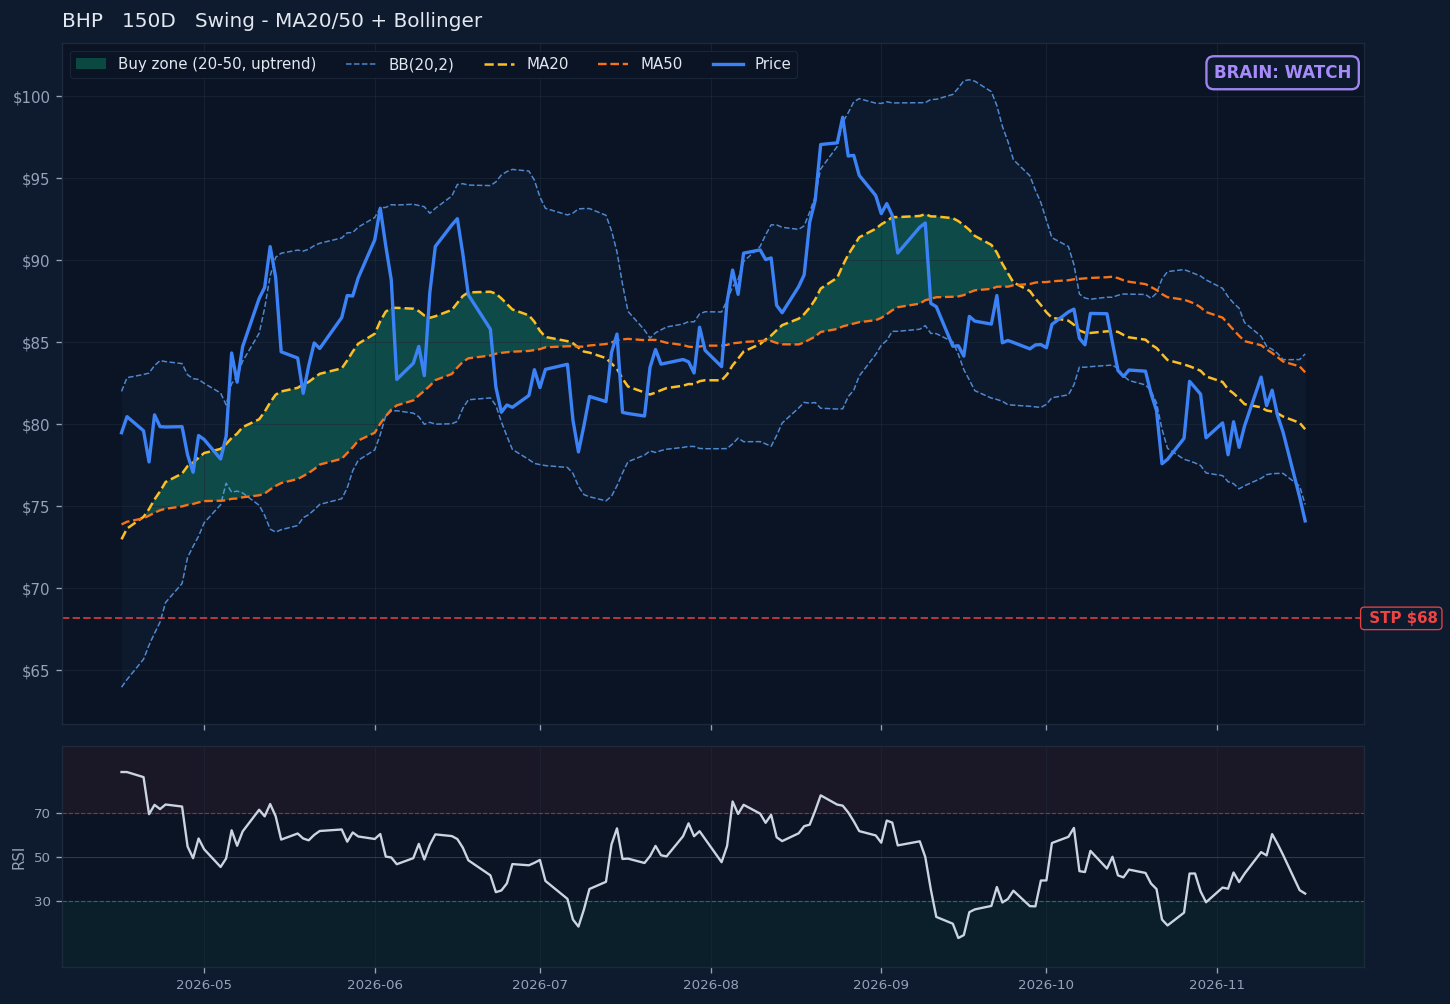 BHP   150D   Swing - MA20/50 + Bollinger
Buy zone (20-50, uptrend)   BB(20,2)   MA20   MA50   Price
BRAIN: WATCH
$100
$95
$90
$85
$80
$75
$70
STP $68
$65
70
50
30
RSI
2026-05   2026-06   2026-07   2026-08   2026-09   2026-10   2026-11